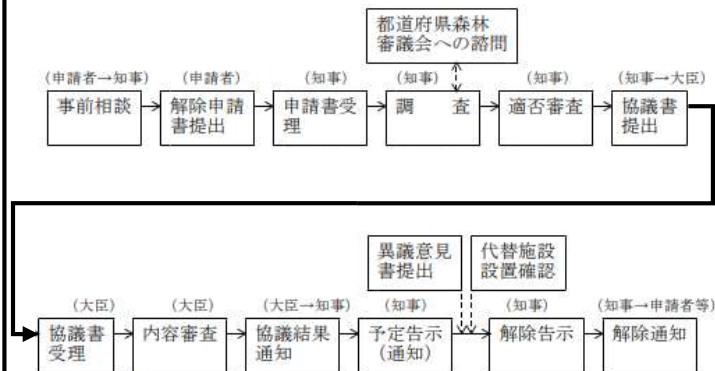 都道府県森林
審議会への諮問
(申請者→知事)
(申請者)
(知事)
(知事)
(知事)
(知事→大臣)
事前相談
解除申請
書提出
申請書受
理
調　査
適否審査
協議書
提出
異議意見
書提出
代替施設
設置確認
(大臣)
(大臣)
(大臣→知事)
(知事)
(知事)
(知事→申請者等)
協議書
受理
内容審査
協議結果
通知
予定告示
(通知)
解除告示
解除通知